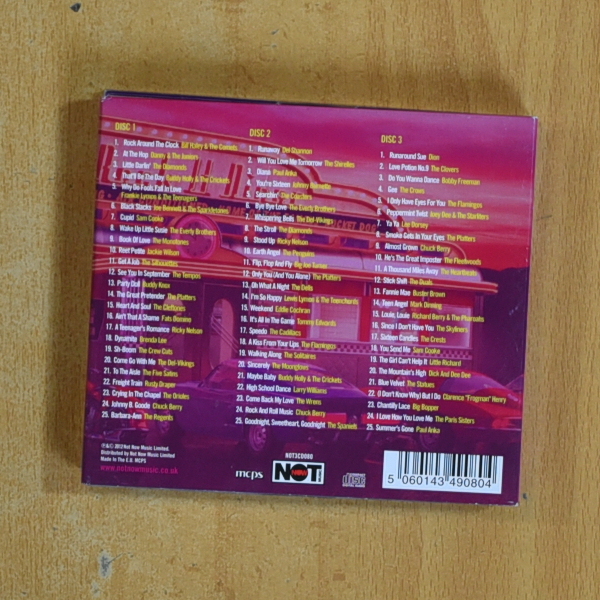 DISC 1
1. Rock Around The Clock Bill Haley & The Comets
2. At The Hop Danny & The Juniors
3. Little Darlin' The Diamonds
4. That'll Be The Day Buddy Holly & The Crickets
5. Why Do Fools Fall In Love
Frankie Lymon & The Teenagers
6. Black Slacks Joe Bennett & The Sparkletones
7. Cupid Sam Cooke
8. Wake Up Little Susie The Everly Brothers
9. Book Of Love The Monotones
10. Reet Petite Jackie Wilson
11. Get A Job The Silhouettes
12. See You In September The Tempos
13. Party Doll Buddy Knox
14. The Great Pretender The Platters
15. Heart And Soul The Cleftones
16. Ain't That A Shame Fats Domino
17. A Teenager's Romance Ricky Nelson
18. Dynamite Brenda Lee
19. Sh-Boom The Crew Cuts
20. Come Go With Me The Del-Vikings
21. To The Aisle The Five Satins
22. Freight Train Rusty Draper
23. Crying In The Chapel The Orioles
24. Johnny B. Goode Chuck Berry
25. Barbara-Ann The Regents
DISC 2
1. Runaway Del Shannon
2. Will You Love Me Tomorrow The Shirelles
3. Diana Paul Anka
4. You're Sixteen Johnny Burnette
5. Searchin' The Coasters
6. Bye Bye Love The Everly Brothers
7. Whispering Bells The Del-Vikings
8. The Stroll The Diamonds
9. Stood Up Ricky Nelson
10. Earth Angel The Penguins
11. Flip, Flop And Fly Big Joe Turner
12. Only You (And You Alone) The Platters
13. Oh What A Night The Dells
14. I'm So Happy Lewis Lymon & The Teenchords
15. Weekend Eddie Cochran
16. It's All In The Game Tommy Edwards
17. Speedo The Cadillacs
18. A Kiss From Your Lips The Flamingos
19. Walking Along The Solitaires
20. Sincerely The Moonglows
21. Maybe Baby Buddy Holly & The Crickets
22. High School Dance Larry Williams
23. Come Back My Love The Wrens
24. Rock And Roll Music Chuck Berry
25. Goodnight, Sweetheart, Goodnight The Spaniels
DISC 3
1. Runaround Sue Dion
2. Love Potion No.9 The Clovers
3. Do You Wanna Dance Bobby Freeman
4. Gee The Crows
5. I Only Have Eyes For You The Flamingos
6. Peppermint Twist Joey Dee & The Starliters
7. Ya Ya Lee Dorsey
8. Smoke Gets In Your Eyes The Platters
9. Almost Grown Chuck Berry
10. He's The Great Imposter The Fleetwoods
11. A Thousand Miles Away The Heartbeats
12. Stick Shift The Duals
13. Fannie Mae Buster Brown
14. Teen Angel Mark Dinning
15. Louie, Louie Richard Berry & The Pharoahs
16. Since I Don't Have You The Skyliners
17. Sixteen Candles The Crests
18. You Send Me Sam Cooke
19. The Girl Can't Help It Little Richard
20. The Mountain's High Dick And Dee Dee
21. Blue Velvet The Statues
22. (I Don't Know Why) But I Do Clarence "Frogman" Henry
23. Chantilly Lace Big Bopper
24. I Love How You Love Me The Paris Sisters
25. Summer's Gone Paul Anka
℗ & © 2012 Not Now Music Limited.
Distributed by Not Now Music Limited
Made In The E.U. MCPS
www.notnowmusic.co.uk
mcps
NOT3CD080
NOT NOW
disc
5 060143 490804